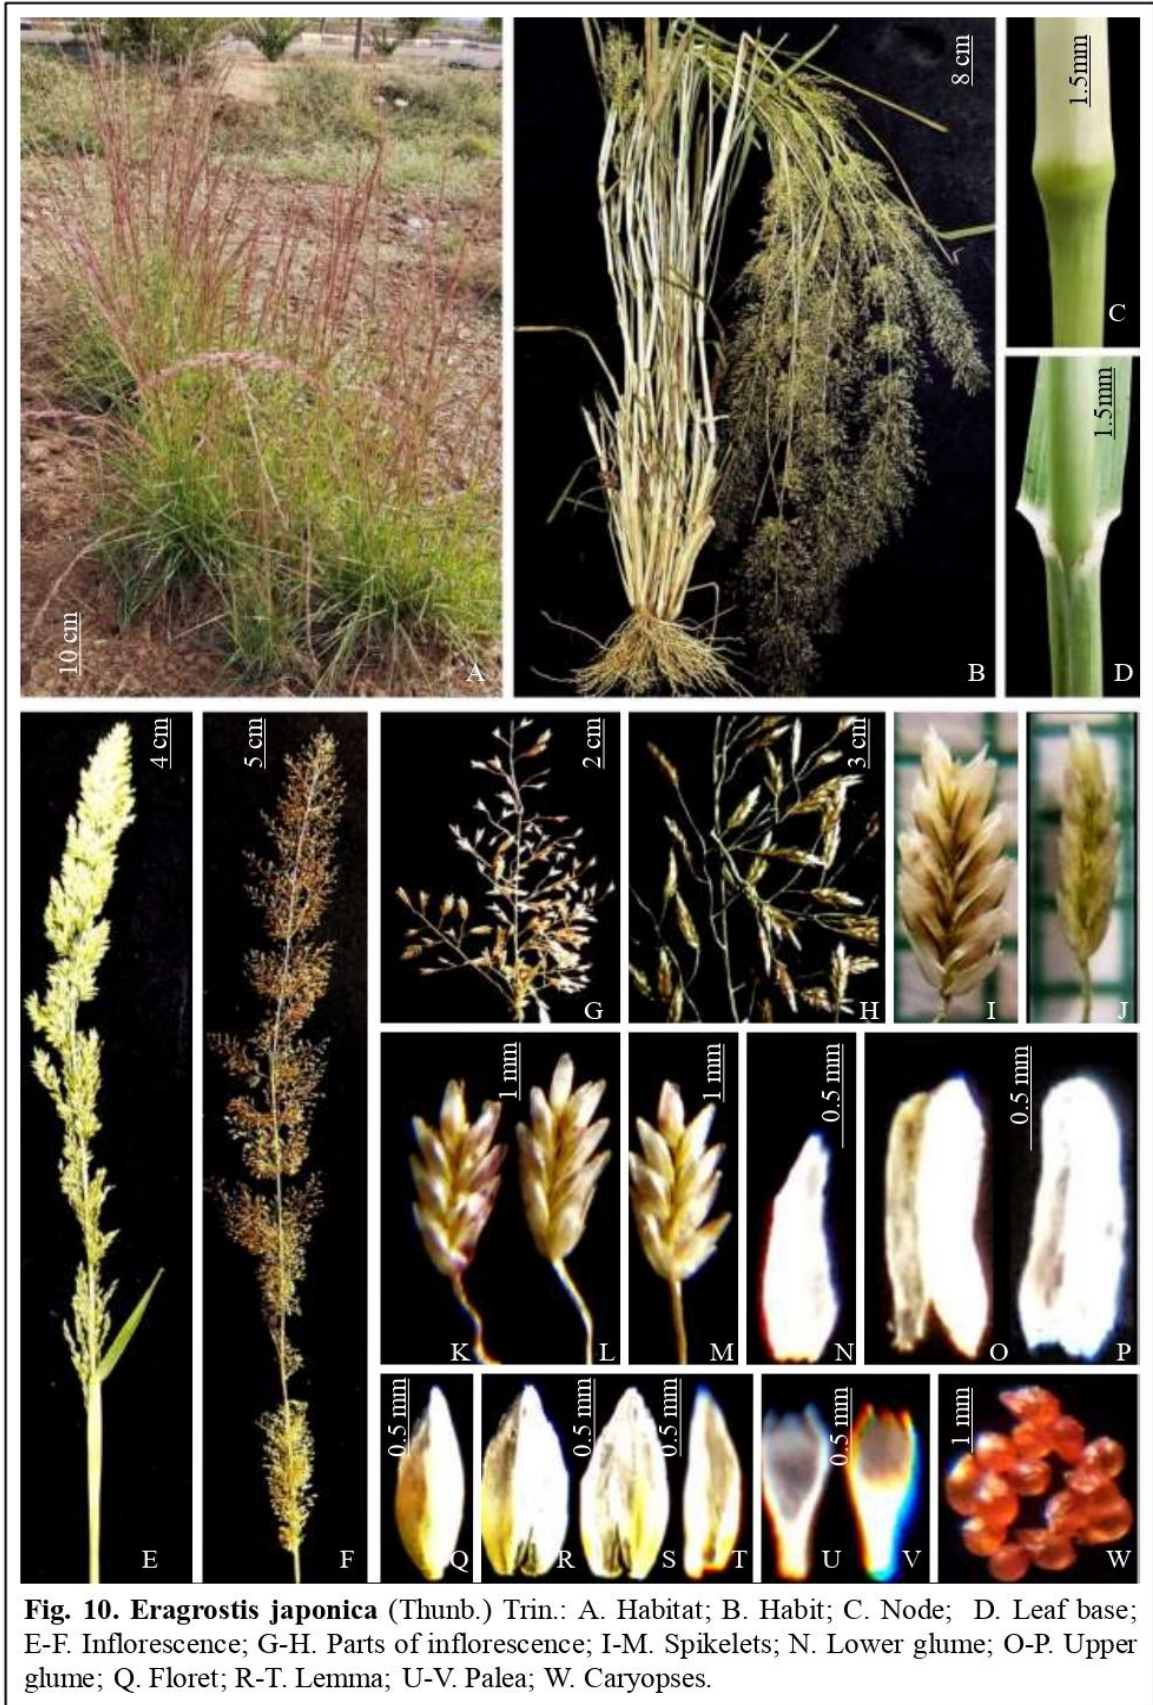 10 cm
A
8 cm
B
1.5mm
C
1.5mm
D
4 cm
E
5 cm
F
2 cm
G
3 cm
H
I
J
1 mm
K
L
1 mm
M
0.5 mm
N
0.5 mm
O
P
0.5 mm
Q
R
0.5 mm
S
0.5 mm
T
U
0.5 mm
V
1 mm
W
Fig. 10. Eragrostis japonica (Thunb.) Trin.: A. Habitat; B. Habit; C. Node; D. Leaf base;
E-F. Inflorescence; G-H. Parts of inflorescence; I-M. Spikelets; N. Lower glume; O-P. Upper
glume; Q. Floret; R-T. Lemma; U-V. Palea; W. Caryopses.